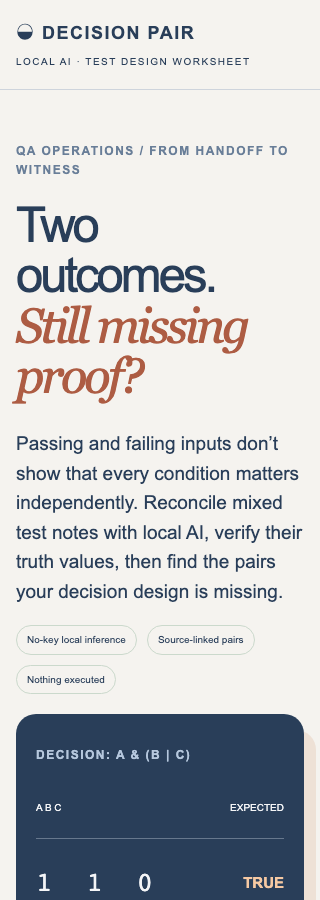 DECISION PAIR
LOCAL AI · TEST DESIGN WORKSHEET
QA OPERATIONS / FROM HANDOFF TO
WITNESS
Two
outcomes.
Still missing
proof?
Passing and failing inputs don’t
show that every condition matters
independently. Reconcile mixed
test notes with local AI, verify their
truth values, then find the pairs
your decision design is missing.
No-key local inference
Source-linked pairs
Nothing executed
DECISION: A & (B | C)
A B C EXPECTED
1 1 0 TRUE